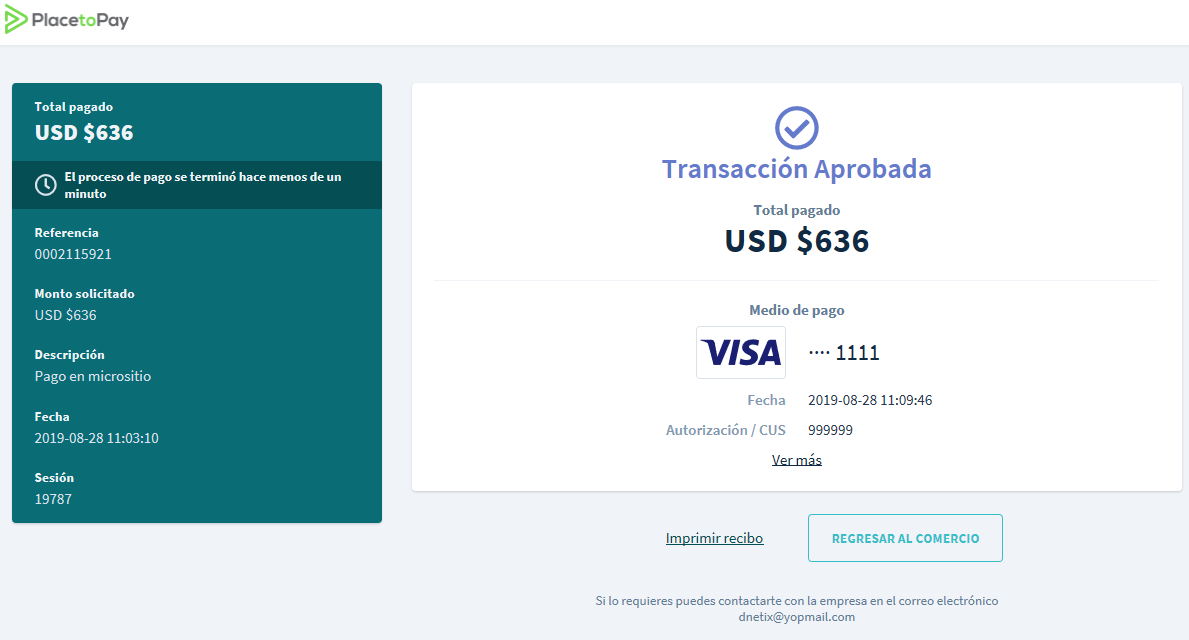 PlacetoPay
Total pagado
USD $636
El proceso de pago se terminó hace menos de un
minuto
Referencia
0002115921
Monto solicitado
USD $636
Descripción
Pago en micrositio
Fecha
2019-08-28 11:03:10
Sesión
19787
Transacción Aprobada
Total pagado
USD $636
Medio de pago
VISA ···· 1111
Fecha 2019-08-28 11:09:46
Autorización / CUS 999999
Ver más
Imprimir recibo
REGRESAR AL COMERCIO
Si lo requieres puedes contactarte con la empresa en el correo electrónico
dnetix@yopmail.com